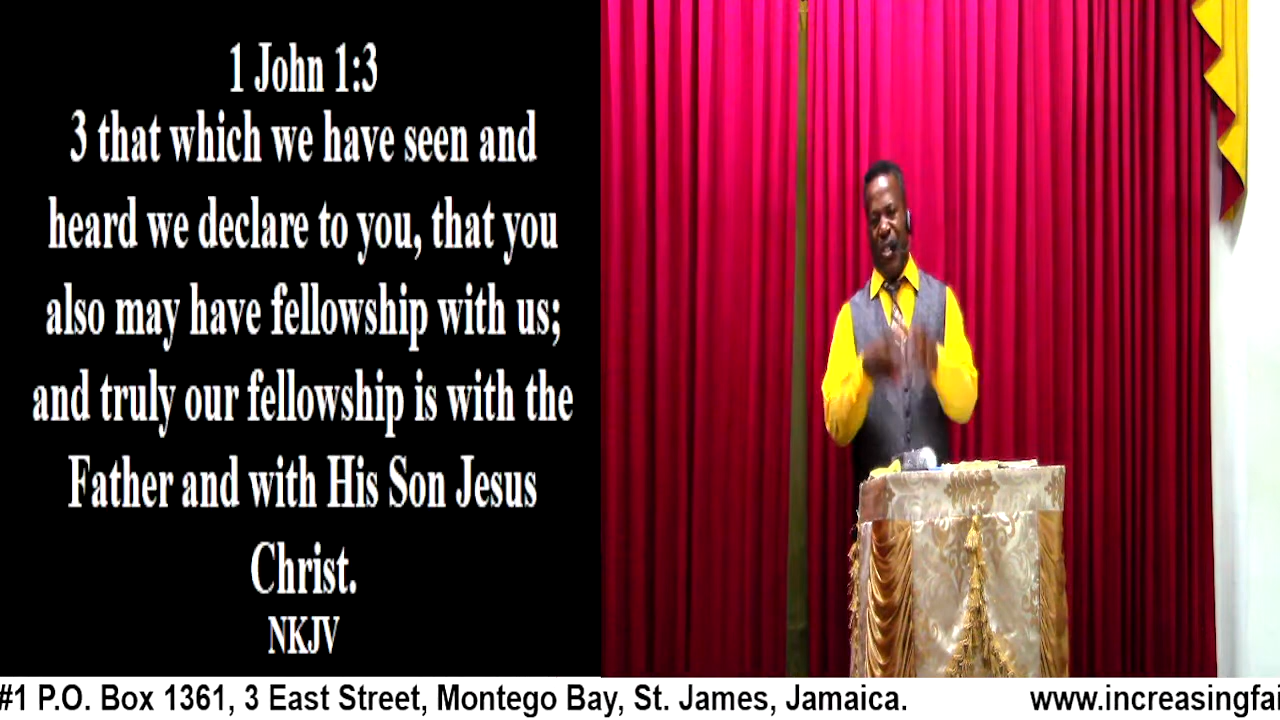 1 John 1:3
3 that which we have seen and
heard we declare to you, that you
also may have fellowship with us;
and truly our fellowship is with the
Father and with His Son Jesus
Christ.
NKJV
#1 P.O. Box 1361, 3 East Street, Montego Bay, St. James, Jamaica. www.increasingfai